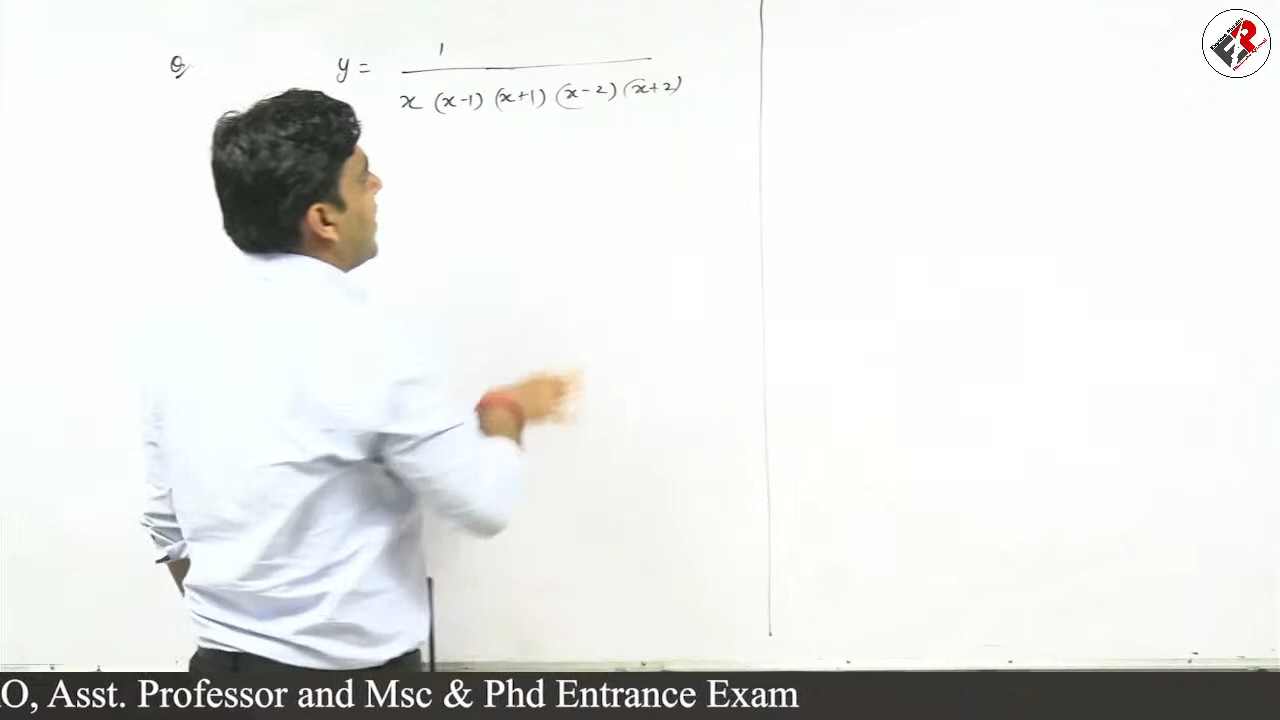 Q y = 1 / x (x-1) (x+1) (x-2) (x+2)
O, Asst. Professor and Msc & Phd Entrance Exam